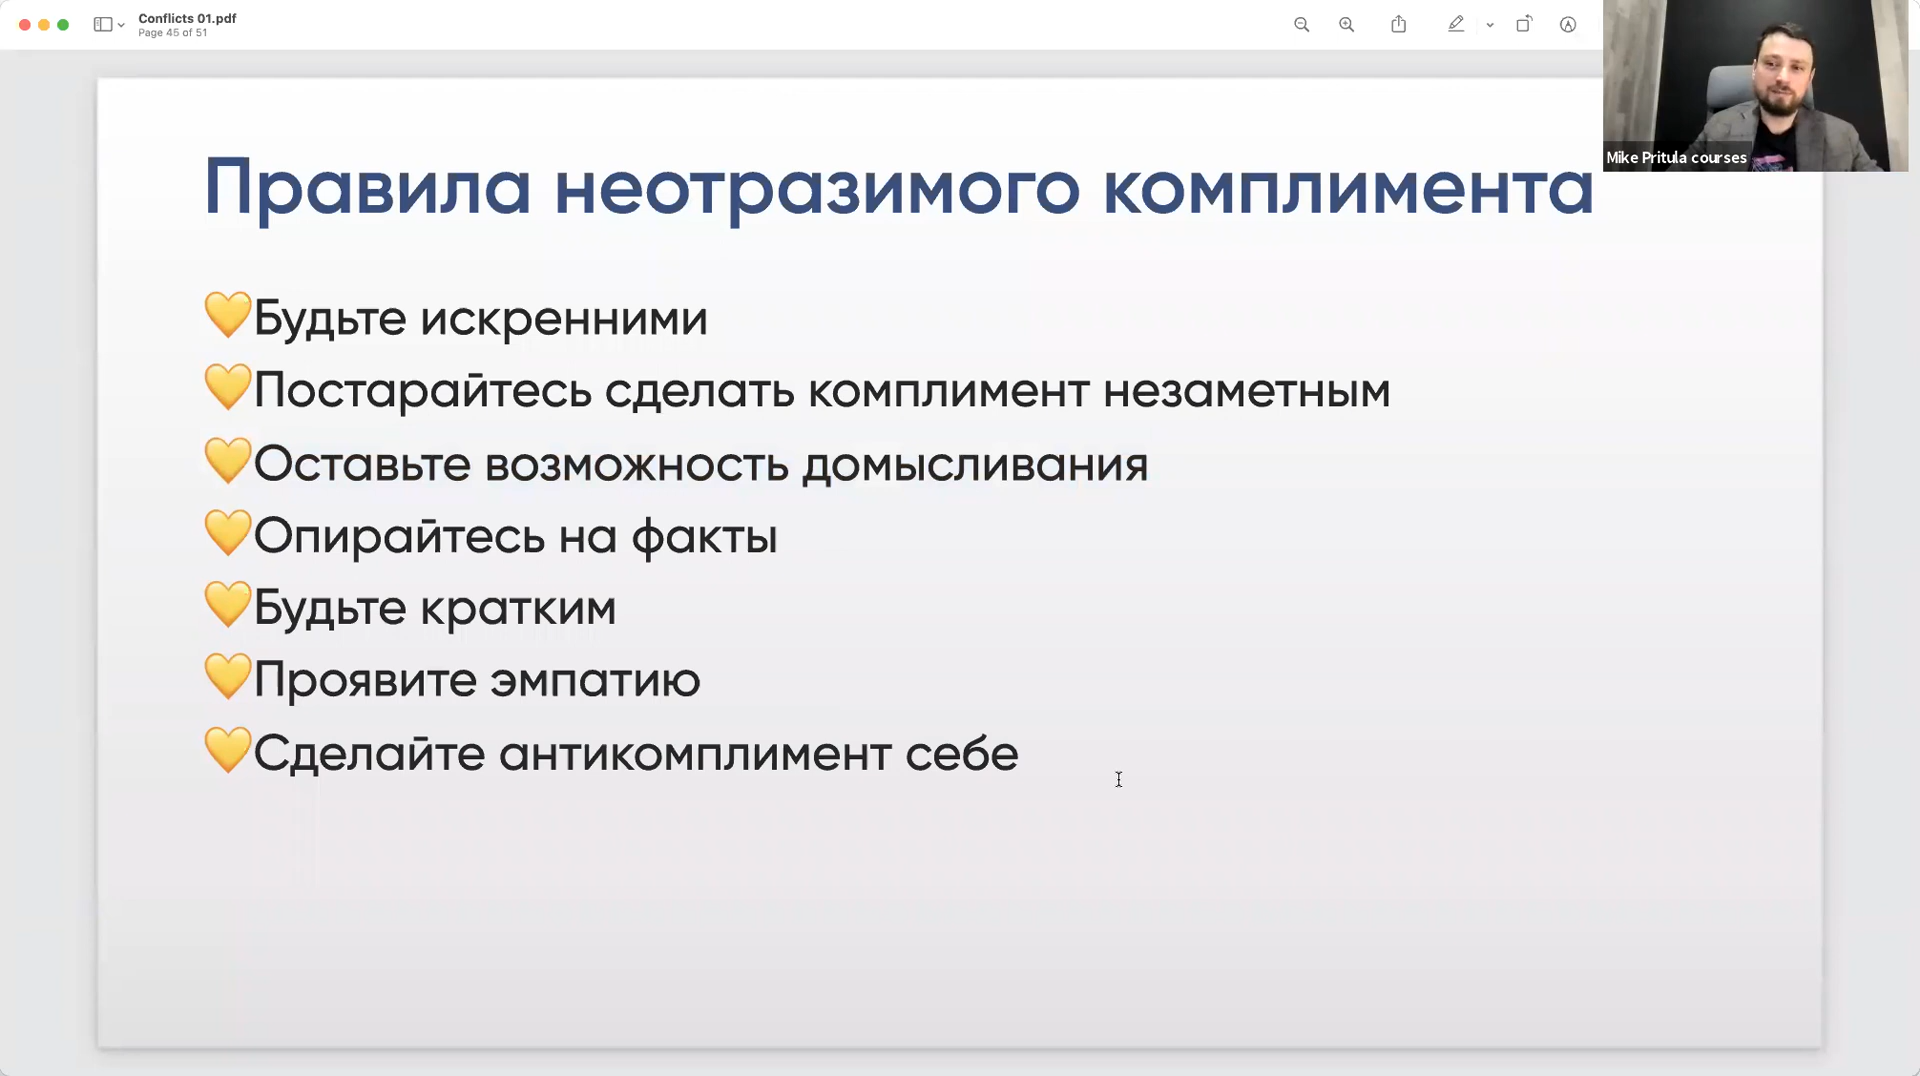 Conflicts 01.pdf
Page 45 of 51
Mike Pritula courses
Правила неотразимого комплимента
💛Будьте искренними
💛Постарайтесь сделать комплимент незаметным
💛Оставьте возможность домысливания
💛Опирайтесь на факты
💛Будьте кратким
💛Проявите эмпатию
💛Сделайте антикомплимент себе